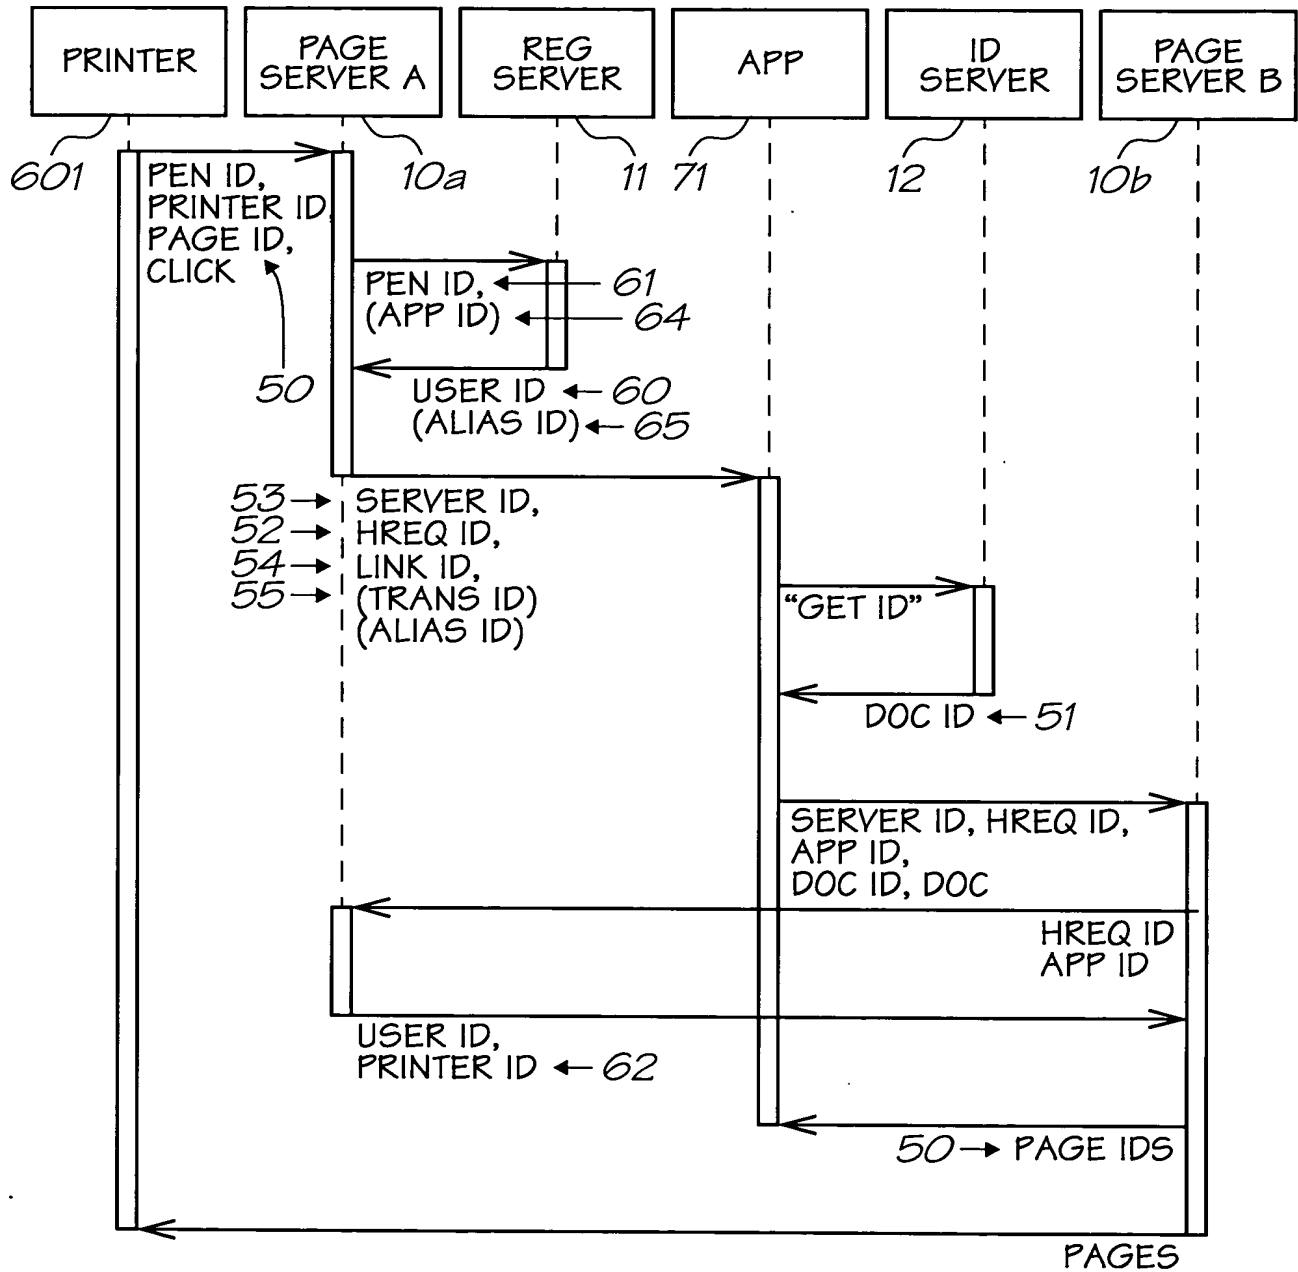 PRINTER
PAGE
SERVER A
REG
SERVER
APP
ID
SERVER
PAGE
SERVER B
601
10a
11
71
12
10b
PEN ID,
PRINTER ID
PAGE ID,
CLICK
50
PEN ID,
61
(APP ID)
64
USER ID
60
(ALIAS ID)
65
53
SERVER ID,
52
HREQ ID,
54
LINK ID,
55
(TRANS ID)
(ALIAS ID)
“GET ID”
DOC ID
51
SERVER ID, HREQ ID,
APP ID,
DOC ID, DOC
HREQ ID
APP ID
USER ID,
PRINTER ID
62
50
PAGE IDS
PAGES